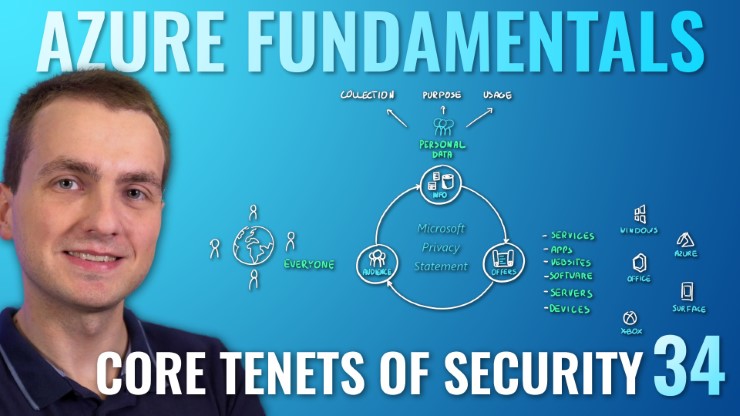 AZURE FUNDAMENTALS
COLLECTION PURPOSE USAGE
PERSONAL
DATA
INFO
Microsoft
Privacy
Statement
EVERYONE
AUDIENCE
OFFERS
- SERVICES
- APPS
- WEBSITES
- SOFTWARE
- SERVERS
- DEVICES
WINDOWS
AZURE
OFFICE
SURFACE
XBOX
CORE TENETS OF SECURITY 34